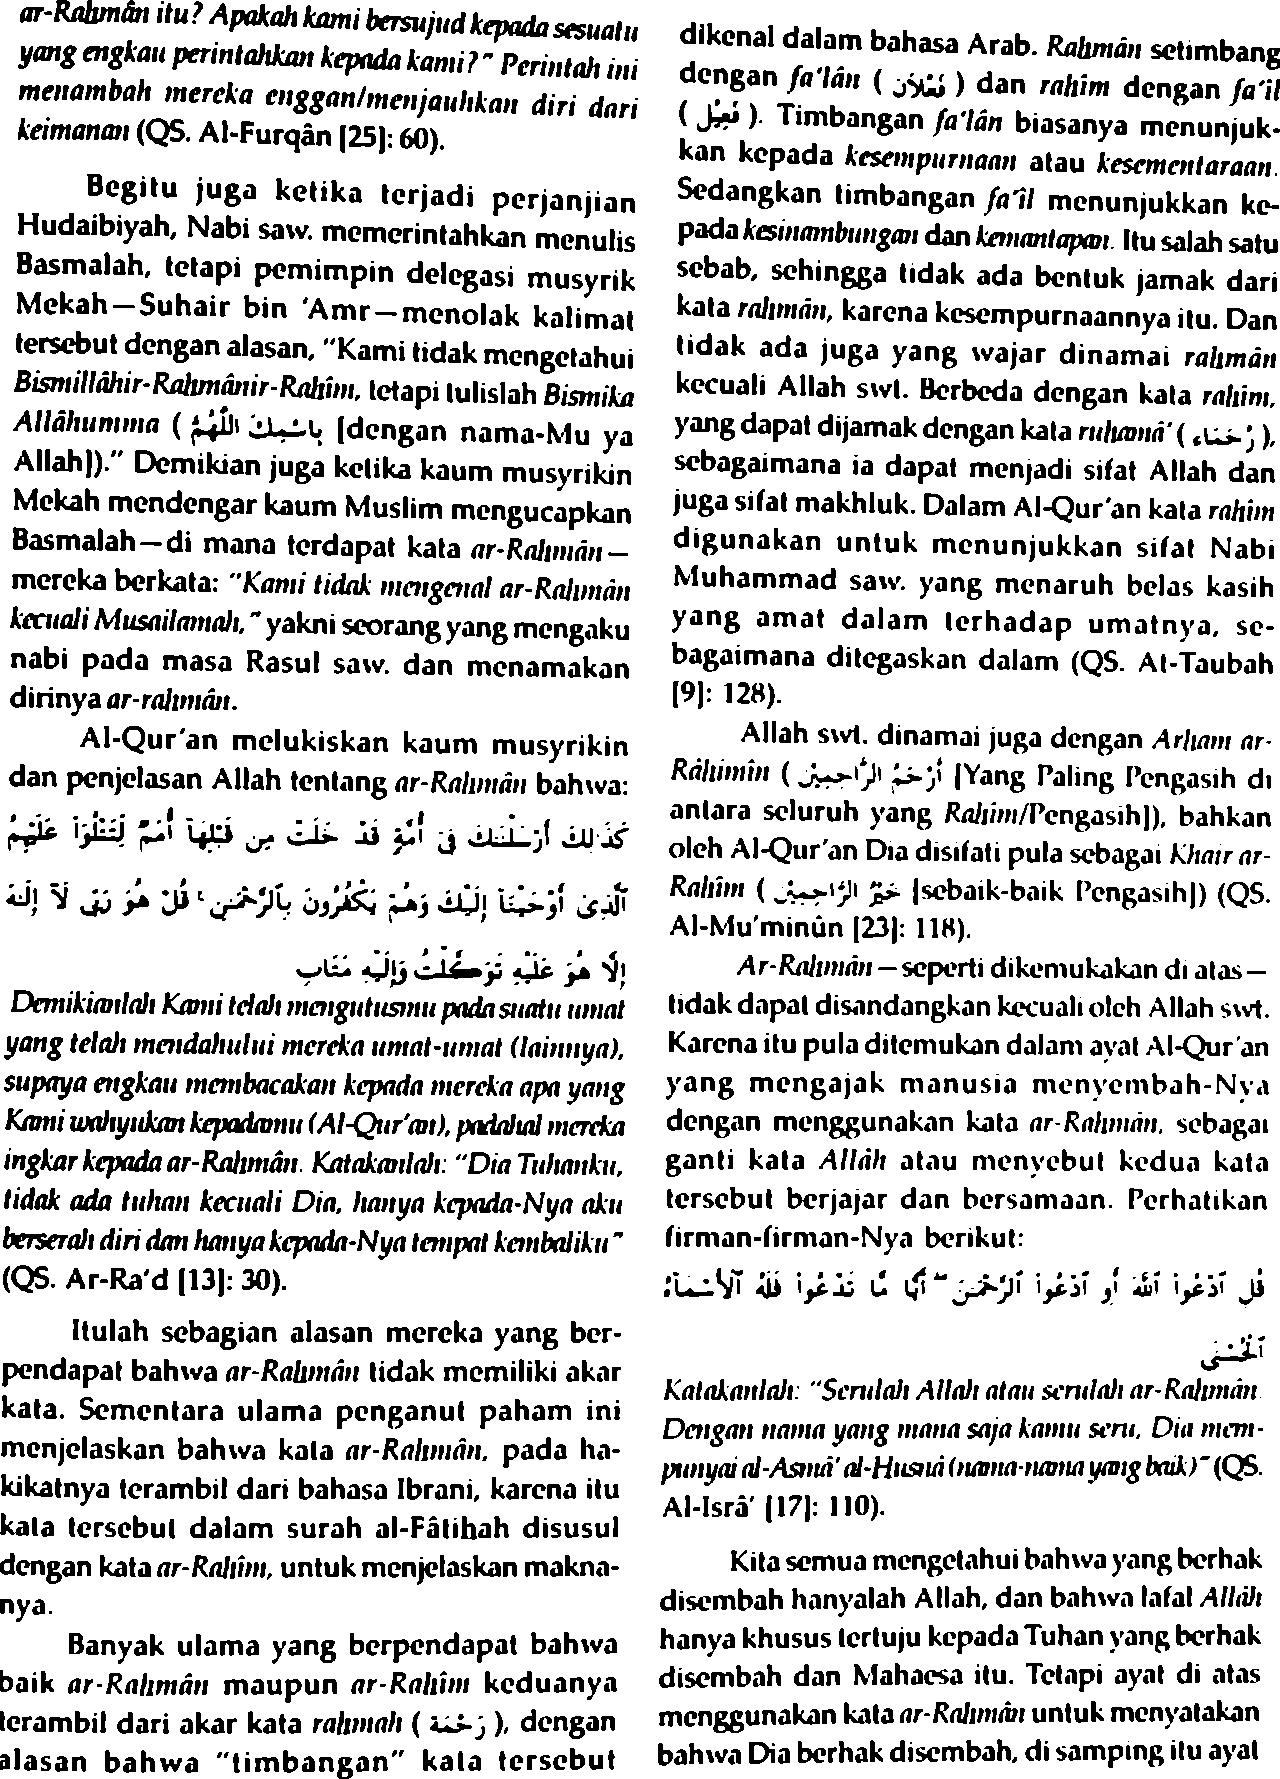 ar-Rahmân itu? Apakah kami bersujud kepada sesuatu
yang engkau perintahkan kepada kami?" Perintah ini
menambah mereka enggan/menjauhkan diri dari
keimanan (QS. Al-Furqân [25]: 60).
Begitu juga ketika terjadi perjanjian
Hudaibiyah, Nabi saw. memerintahkan menulis
Basmalah, tetapi pemimpin delegasi musyrik
Mekah—Suhair bin 'Amr—menolak kalimat
tersebut dengan alasan, "Kami tidak mengetahui
Bismillâhir-Rahmânir-Rahîm, tetapi tulislah Bismika
Allâhumma ( بِاسْمِكَ اللَّهُمَّ [dengan nama-Mu ya
Allah])." Demikian juga ketika kaum musyrikin
Mekah mendengar kaum Muslim mengucapkan
Basmalah—di mana terdapat kata ar-Rahmân—
mereka berkata: "Kami tidak mengenal ar-Rahmân
kecuali Musailamah," yakni seorang yang mengaku
nabi pada masa Rasul saw. dan menamakan
dirinya ar-rahmân.
Al-Qur'an melukiskan kaum musyrikin
dan penjelasan Allah tentang ar-Rahmân bahwa:
كَذَٰلِكَ أَرْسَلْنَٰكَ فِىٓ أُمَّةٍ قَدْ خَلَتْ مِن قَبْلِهَآ أُمَمٌ لِّتَتْلُوَا۟ عَلَيْهِمُ
ٱلَّذِىٓ أَوْحَيْنَآ إِلَيْكَ وَهُمْ يَكْفُرُونَ بِٱلرَّحْمَٰنِ ۚ قُلْ هُوَ رَبِّى لَآ إِلَٰهَ
إِلَّا هُوَ عَلَيْهِ تَوَكَّلْتُ وَإِلَيْهِ مَتَابِ
Demikianlah Kami telah mengutusmu pada suatu umat
yang telah mendahului mereka umat-umat (lainnya),
supaya engkau membacakan kepada mereka apa yang
Kami wahyukan kepadamu (Al-Qur'an), padahal mereka
ingkar kepada ar-Rahmân. Katakanlah: "Dia Tuhanku,
tidak ada tuhan kecuali Dia, hanya kepada-Nya aku
berserah diri dan hanya kepada-Nya tempat kembaliku"
(QS. Ar-Ra'd [13]: 30).
Itulah sebagian alasan mereka yang ber-
pendapat bahwa ar-Rahmân tidak memiliki akar
kata. Sementara ulama penganut paham ini
menjelaskan bahwa kata ar-Rahmân, pada ha-
kikatnya terambil dari bahasa Ibrani, karena itu
kata tersebut dalam surah al-Fâtihah disusul
dengan kata ar-Rahîm, untuk menjelaskan makna-
nya.
Banyak ulama yang berpendapat bahwa
baik ar-Rahmân maupun ar-Rahîm keduanya
terambil dari akar kata rahmah ( رَحْمَة ), dengan
alasan bahwa "timbangan" kata tersebut
dikenal dalam bahasa Arab. Rahmân setimbang
dengan fa'lân ( فَعْلَان ) dan rahîm dengan fa'îl
( فَعِيْل ). Timbangan fa'lân biasanya menunjuk-
kan kepada kesempurnaan atau kesementaraan.
Sedangkan timbangan fa'îl menunjukkan ke-
pada kesinambungan dan kemantapan. Itu salah satu
sebab, sehingga tidak ada bentuk jamak dari
kata rahmân, karena kesempurnaannya itu. Dan
tidak ada juga yang wajar dinamai rahmân
kecuali Allah swt. Berbeda dengan kata rahîm,
yang dapat dijamak dengan kata ruhamâ' ( رُحَمَاء ),
sebagaimana ia dapat menjadi sifat Allah dan
juga sifat makhluk. Dalam Al-Qur'an kata rahîm
digunakan untuk menunjukkan sifat Nabi
Muhammad saw. yang menaruh belas kasih
yang amat dalam terhadap umatnya, se-
bagaimana ditegaskan dalam (QS. At-Taubah
[9]: 128).
Allah swt. dinamai juga dengan Arham ar-
Râhimîn ( أَرْحَمُ الرَّاحِمِيْنَ [Yang Paling Pengasih di
antara seluruh yang Rahîm/Pengasih]), bahkan
oleh Al-Qur'an Dia disifati pula sebagai Khair ar-
Rahîm ( خَيْرُ الرَّاحِمِيْنَ [sebaik-baik Pengasih]) (QS.
Al-Mu'minûn [23]: 118).
Ar-Rahmân—seperti dikemukakan di atas—
tidak dapat disandangkan kecuali oleh Allah swt.
Karena itu pula ditemukan dalam ayat Al-Qur'an
yang mengajak manusia menyembah-Nya
dengan menggunakan kata ar-Rahmân, sebagai
ganti kata Allâh atau menyebut kedua kata
tersebut berjajar dan bersamaan. Perhatikan
firman-firman-Nya berikut:
قُلِ ٱدْعُوا۟ ٱللَّهَ أَوِ ٱدْعُوا۟ ٱلرَّحْمَٰنَ ۖ أَيًّا مَّا تَدْعُوا۟ فَلَهُ ٱلْأَسْمَآءُ
ٱلْحُسْنَىٰ
Katakanlah: "Serulah Allah atau serulah ar-Rahmân.
Dengan nama yang mana saja kamu seru, Dia mem-
punyai al-Asmâ' al-Husnâ (nama-nama yang baik)" (QS.
Al-Isrâ' [17]: 110).
Kita semua mengetahui bahwa yang berhak
disembah hanyalah Allah, dan bahwa lafal Allâh
hanya khusus tertuju kepada Tuhan yang berhak
disembah dan Mahaesa itu. Tetapi ayat di atas
menggunakan kata ar-Rahmân untuk menyatakan
bahwa Dia berhak disembah, di samping itu ayat